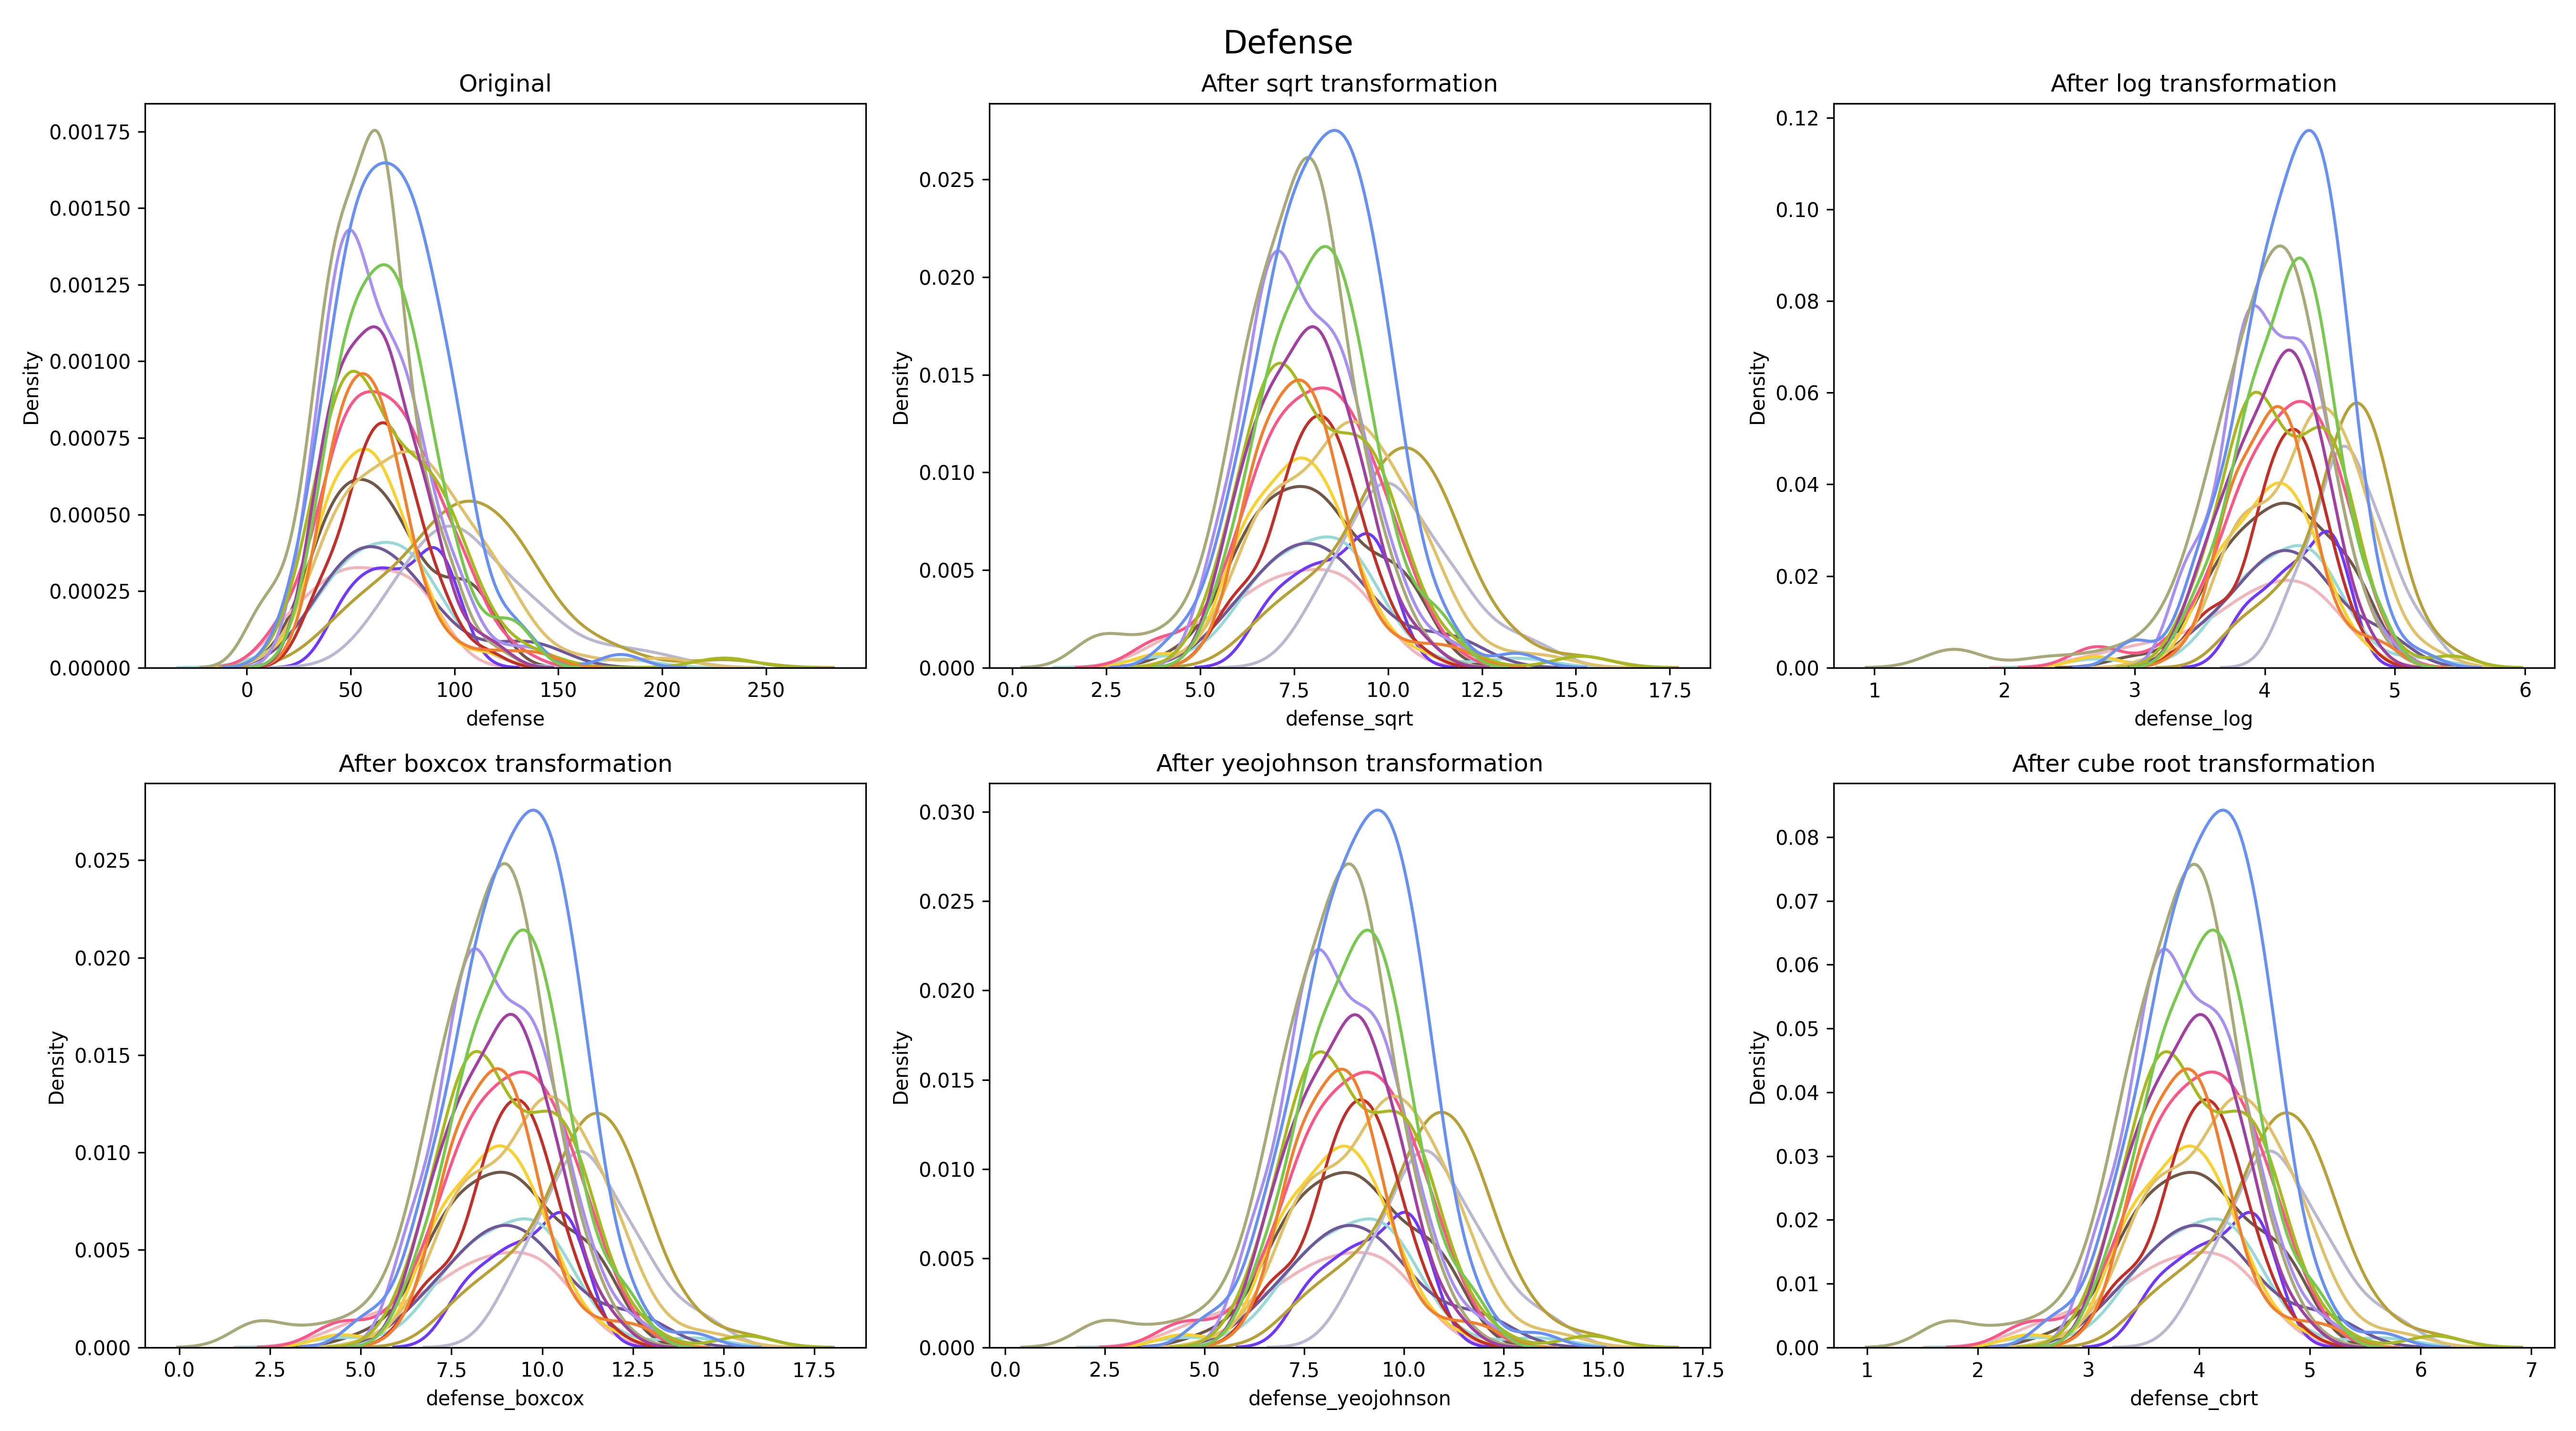 Defense
Original
0.00175
0.00150
0.00125
0.00100
0.00075
0.00050
0.00025
0.00000
Density
0 50 100 150 200 250
defense
After sqrt transformation
0.025
0.020
0.015
0.010
0.005
0.000
Density
0.0 2.5 5.0 7.5 10.0 12.5 15.0 17.5
defense_sqrt
After log transformation
0.12
0.10
0.08
0.06
0.04
0.02
0.00
Density
1 2 3 4 5 6
defense_log
After boxcox transformation
0.025
0.020
0.015
0.010
0.005
0.000
Density
0.0 2.5 5.0 7.5 10.0 12.5 15.0 17.5
defense_boxcox
After yeojohnson transformation
0.030
0.025
0.020
0.015
0.010
0.005
0.000
Density
0.0 2.5 5.0 7.5 10.0 12.5 15.0 17.5
defense_yeojohnson
After cube root transformation
0.08
0.07
0.06
0.05
0.04
0.03
0.02
0.01
0.00
Density
1 2 3 4 5 6 7
defense_cbrt